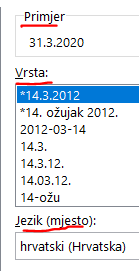 Primjer
31.3.2020
Vrsta:
*14.3.2012
*14. ožujak 2012.
2012-03-14
14.3.
14.3.12.
14.03.12.
14-ožu
Jezik (mjesto):
hrvatski (Hrvatska)